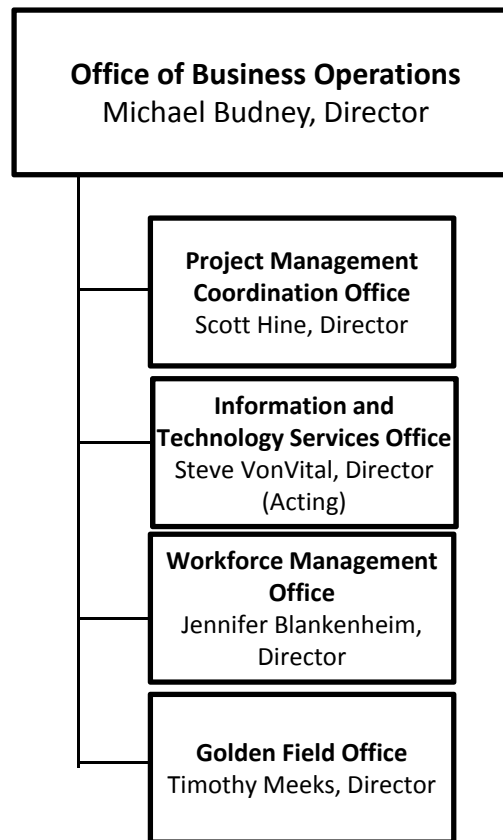 Office of Business Operations
Michael Budney, Director
Project Management
Coordination Office
Scott Hine, Director
Information and
Technology Services Office
Steve VonVital, Director
(Acting)
Workforce Management
Office
Jennifer Blankenheim,
Director
Golden Field Office
Timothy Meeks, Director